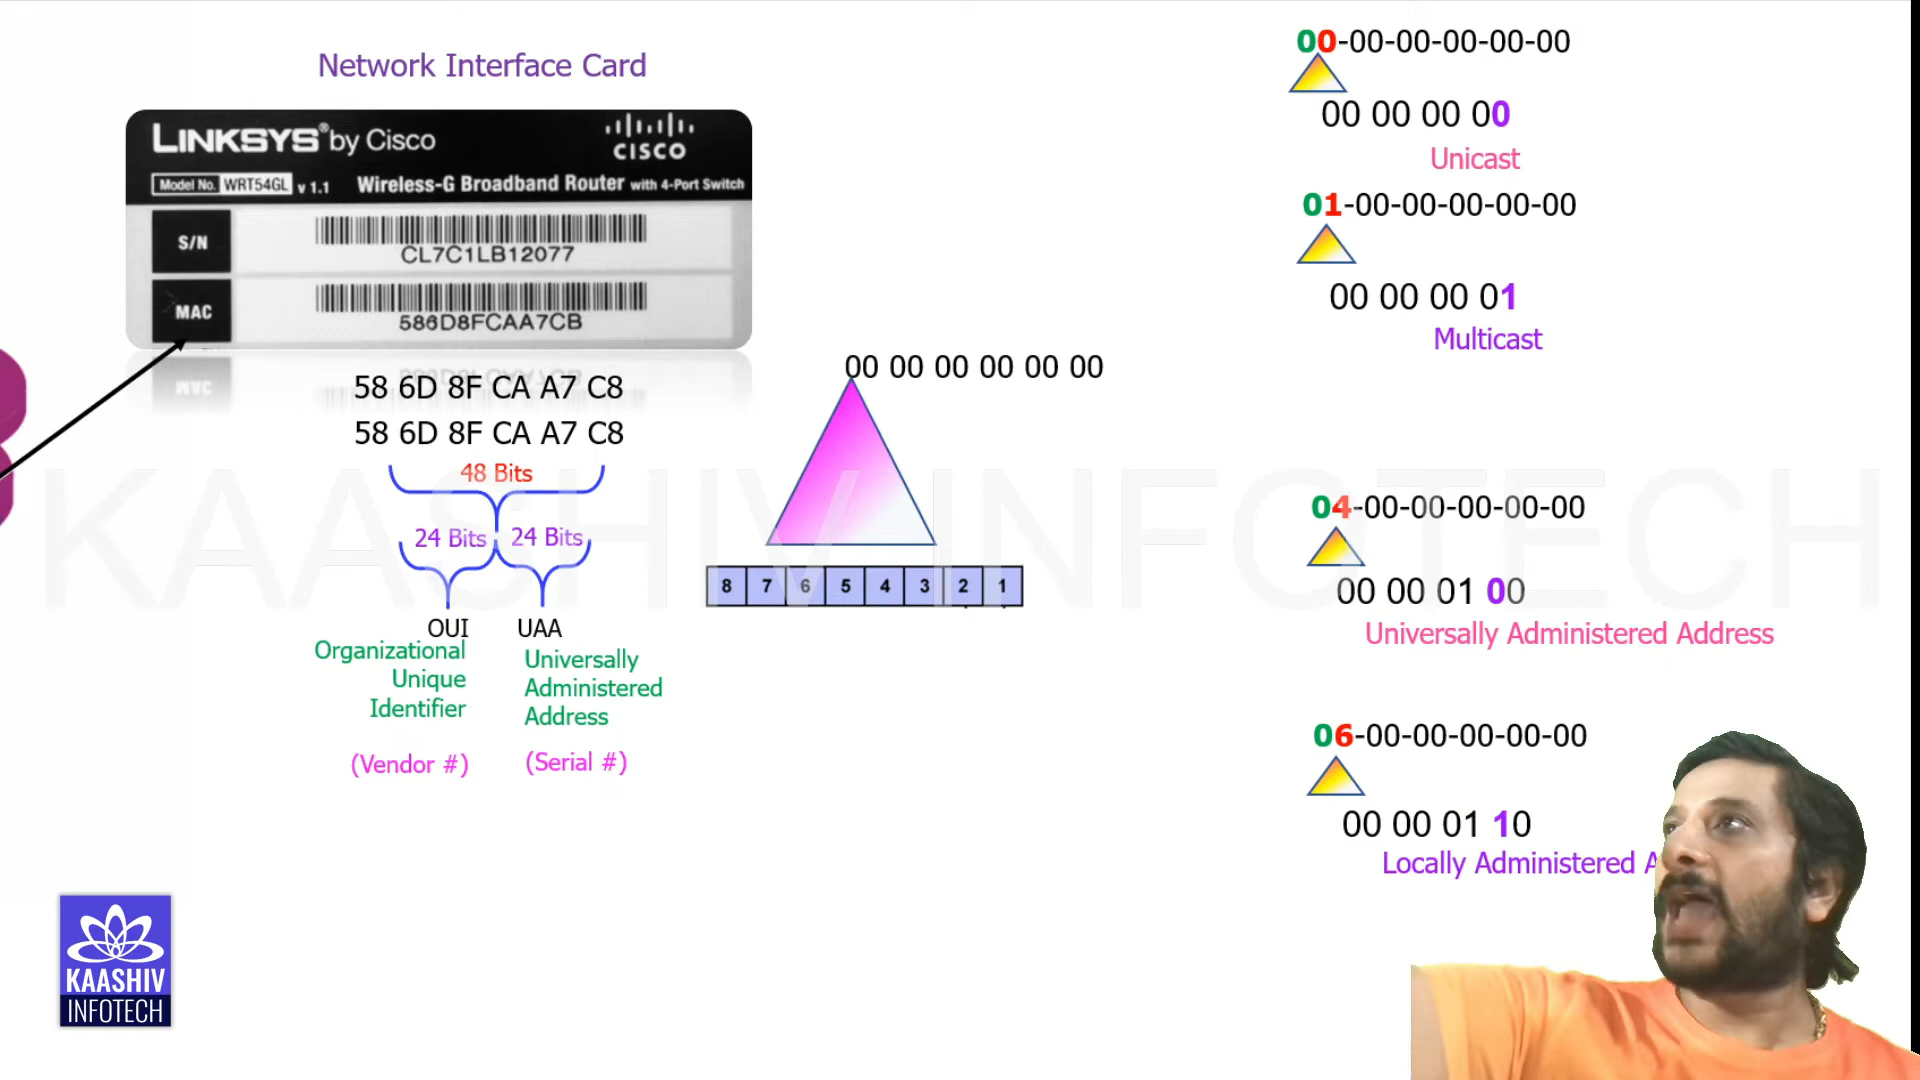 Network Interface Card
LINKSYS® by Cisco
CISCO
Model No. WRT54GL v 1.1 Wireless-G Broadband Router with 4-Port Switch
S/N
CL7C1LB12077
MAC
586D8FCAA7CB
58 6D 8F CA A7 C8
58 6D 8F CA A7 C8
48 Bits
24 Bits 24 Bits
OUI
Organizational
Unique
Identifier
(Vendor #)
UAA
Universally
Administered
Address
(Serial #)
00 00 00 00 00 00
8 7 6 5 4 3 2 1
00-00-00-00-00-00
00 00 00 00
Unicast
01-00-00-00-00-00
00 00 00 01
Multicast
04-00-00-00-00-00
00 00 01 00
Universally Administered Address
06-00-00-00-00-00
00 00 01 10
Locally Administered A
KAASHIV INFOTECH
KAASHIV
INFOTECH